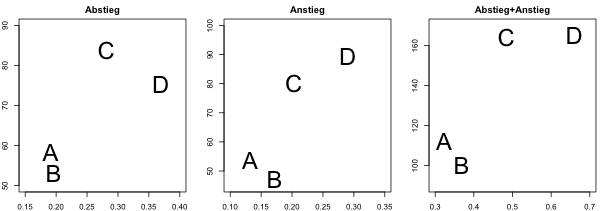 Abstieg
90
80
70
60
50
C
D
A
B
0.15 0.20 0.25 0.30 0.35 0.40
Anstieg
100
90
80
70
60
50
D
C
A
B
0.10 0.15 0.20 0.25 0.30 0.35
Abstieg+Anstieg
160
140
120
100
C
D
A
B
0.3 0.4 0.5 0.6 0.7